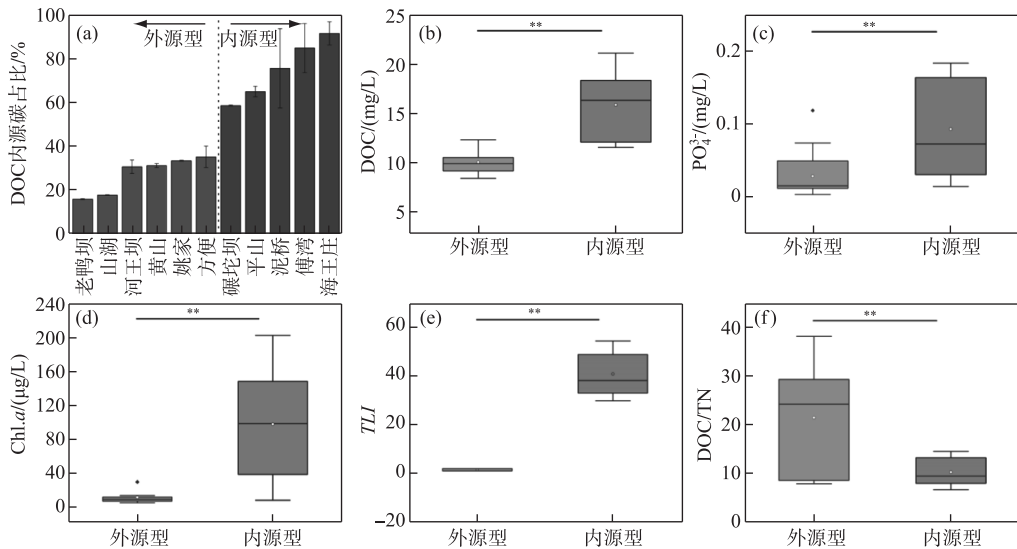 (a)
外源型
内源型
DOC内源碳占比/%
100
80
60
40
20
0
老鸭坝
山湖
河王坝
黄山
姚家
方便
碾坨坝
平山
泥桥
傅湾
海王庄
(b)
**
DOC/(mg/L)
20
15
10
5
外源型
内源型
(c)
**
PO₄³⁻/(mg/L)
0.2
0.1
0
外源型
内源型
(d)
**
Chl.a/(μg/L)
240
200
160
120
80
40
0
外源型
内源型
(e)
**
TLI
60
40
20
0
−20
外源型
内源型
(f)
**
DOC/TN
40
30
20
10
0
外源型
内源型